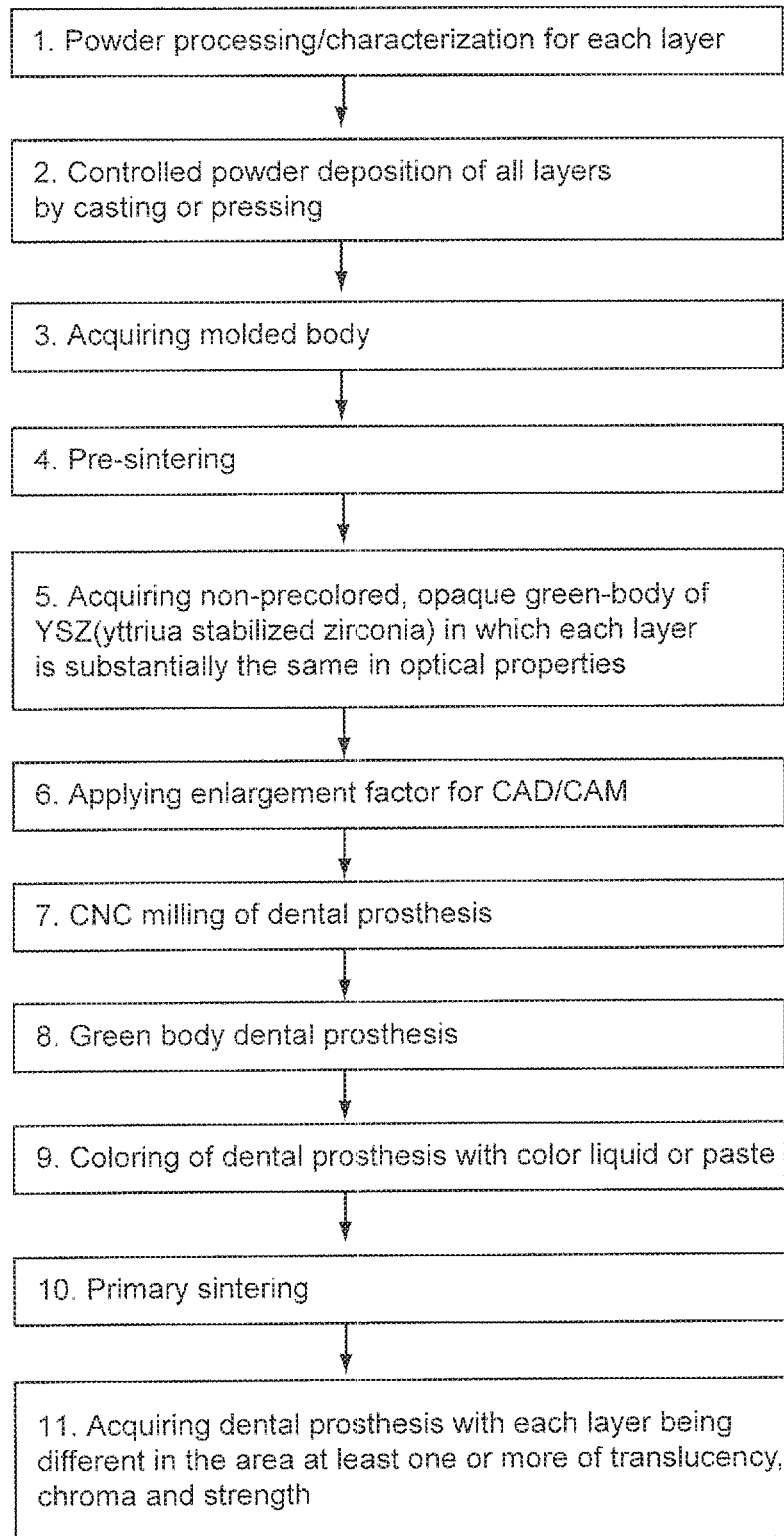 1. Powder processing/characterization for each layer
2. Controlled powder deposition of all layers
by casting or pressing
3. Acquiring molded body
4. Pre-sintering
5. Acquiring non-precolored, opaque green-body of
YSZ(yttriua stabilized zirconia) in which each layer
is substantially the same in optical properties
6. Applying enlargement factor for CAD/CAM
7. CNC milling of dental prosthesis
8. Green body dental prosthesis
9. Coloring of dental prosthesis with color liquid or paste
10. Primary sintering
11. Acquiring dental prosthesis with each layer being
different in the area at least one or more of translucency,
chroma and strength